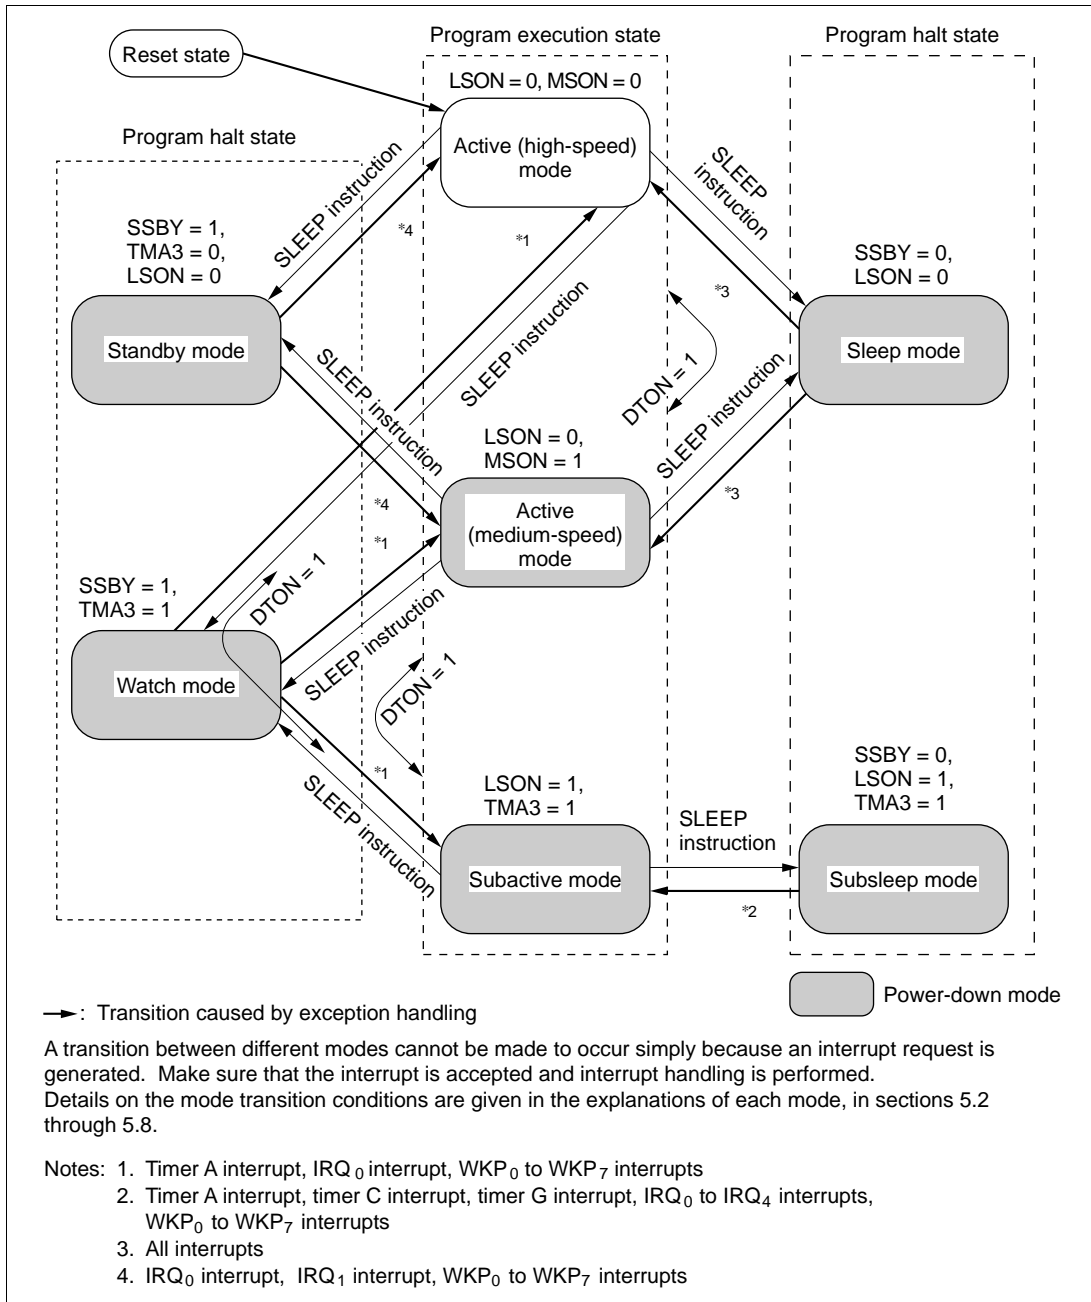 Program execution state
Program halt state
Reset state
LSON = 0, MSON = 0
Program halt state
Active (high-speed)
mode
SLEEP instruction
SLEEP
instruction
*4
*1
SSBY = 1,
TMA3 = 0,
LSON = 0
SSBY = 0,
LSON = 0
*3
Standby mode
Sleep mode
SLEEP instruction
SLEEP instruction
DTON = 1
SLEEP instruction
LSON = 0,
MSON = 1
*4
*3
Active
(medium-speed)
mode
*1
SSBY = 1,
TMA3 = 1
DTON = 1
SLEEP instruction
Watch mode
DTON = 1
*1
SLEEP instruction
LSON = 1,
TMA3 = 1
SSBY = 0,
LSON = 1,
TMA3 = 1
SLEEP
instruction
Subactive mode
Subsleep mode
*2
Power-down mode
: Transition caused by exception handling
A transition between different modes cannot be made to occur simply because an interrupt request is
generated. Make sure that the interrupt is accepted and interrupt handling is performed.
Details on the mode transition conditions are given in the explanations of each mode, in sections 5.2
through 5.8.
Notes: 1. Timer A interrupt, IRQ0 interrupt, WKP0 to WKP7 interrupts
2. Timer A interrupt, timer C interrupt, timer G interrupt, IRQ0 to IRQ4 interrupts,
WKP0 to WKP7 interrupts
3. All interrupts
4. IRQ0 interrupt, IRQ1 interrupt, WKP0 to WKP7 interrupts